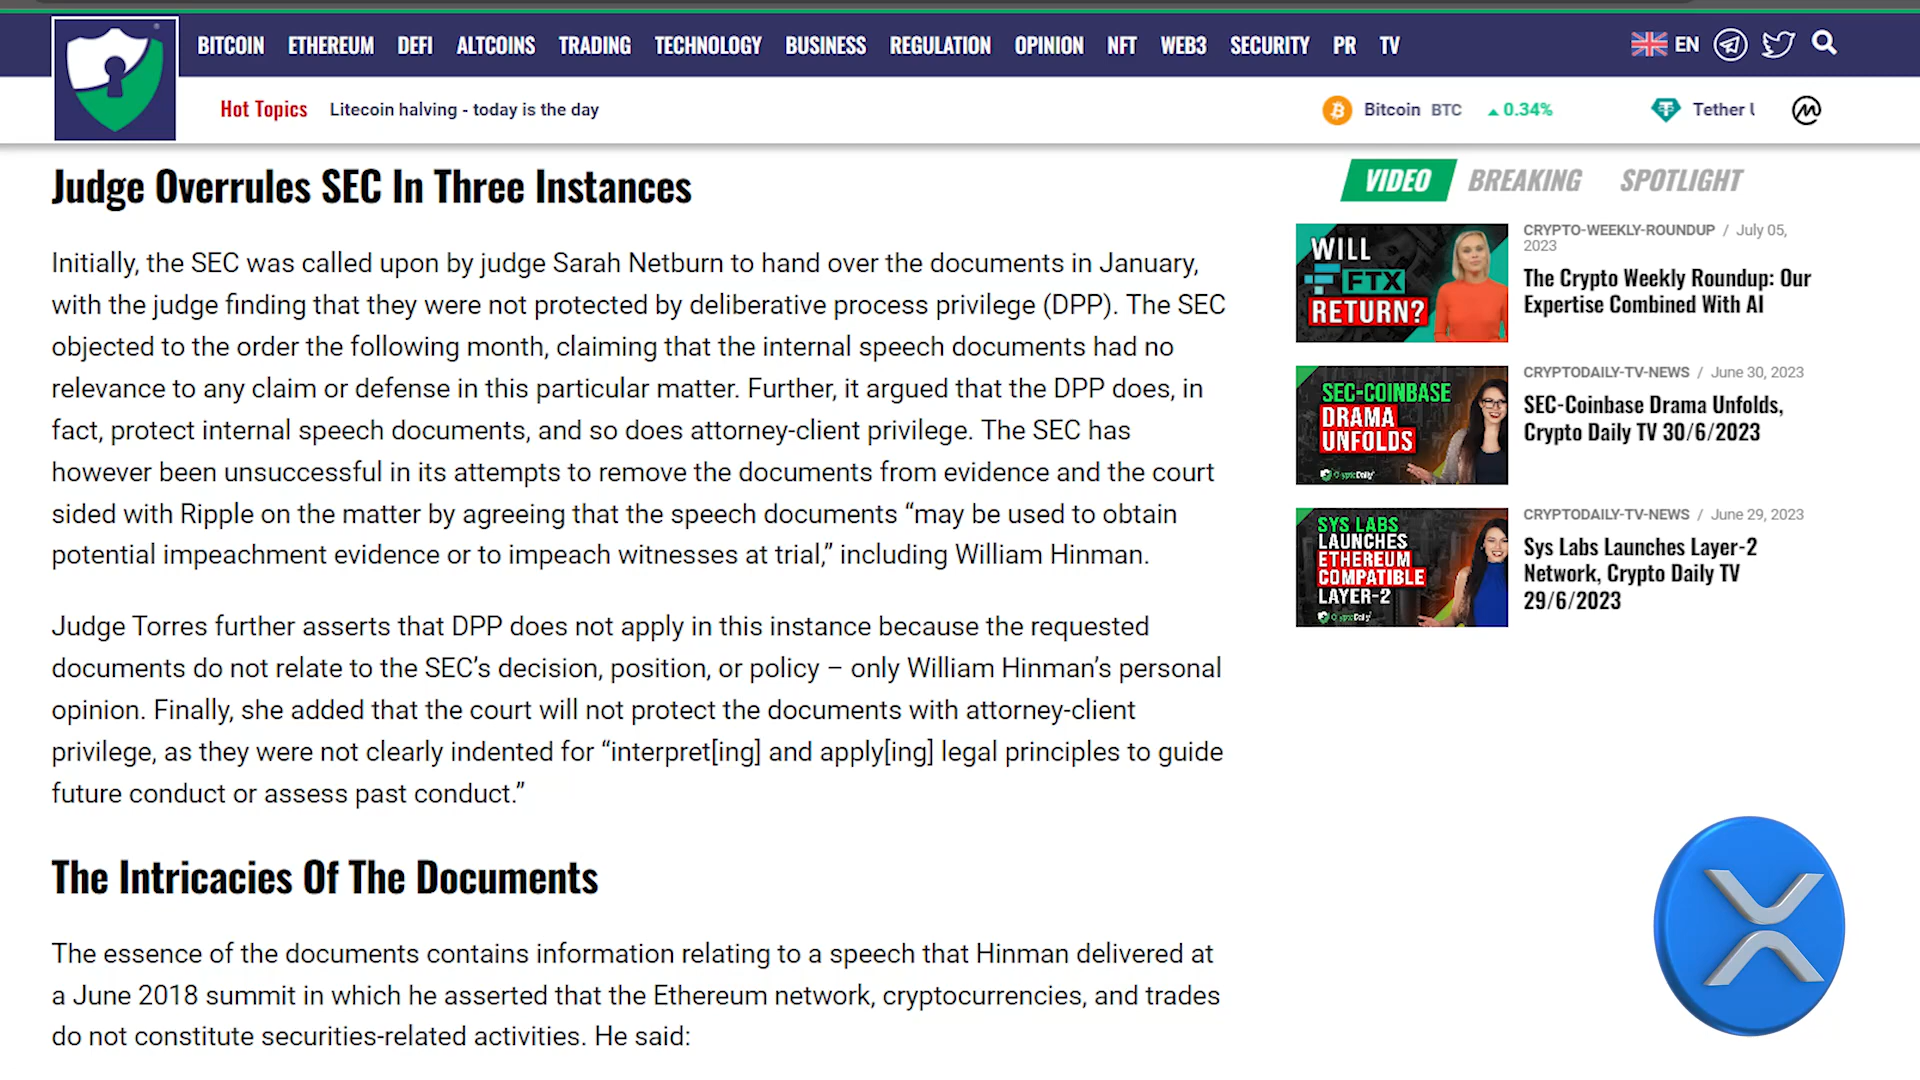 BITCOIN ETHEREUM DEFI ALTCOINS TRADING TECHNOLOGY BUSINESS REGULATION OPINION NFT WEB3 SECURITY PR TV EN
Hot Topics Litecoin halving - today is the day Bitcoin BTC ▲0.34% Tether
Judge Overrules SEC In Three Instances
Initially, the SEC was called upon by judge Sarah Netburn to hand over the documents in January,
with the judge finding that they were not protected by deliberative process privilege (DPP). The SEC
objected to the order the following month, claiming that the internal speech documents had no
relevance to any claim or defense in this particular matter. Further, it argued that the DPP does, in
fact, protect internal speech documents, and so does attorney-client privilege. The SEC has
however been unsuccessful in its attempts to remove the documents from evidence and the court
sided with Ripple on the matter by agreeing that the speech documents “may be used to obtain
potential impeachment evidence or to impeach witnesses at trial,” including William Hinman.
Judge Torres further asserts that DPP does not apply in this instance because the requested
documents do not relate to the SEC’s decision, position, or policy – only William Hinman’s personal
opinion. Finally, she added that the court will not protect the documents with attorney-client
privilege, as they were not clearly indented for “interpret[ing] and apply[ing] legal principles to guide
future conduct or assess past conduct.”
The Intricacies Of The Documents
The essence of the documents contains information relating to a speech that Hinman delivered at
a June 2018 summit in which he asserted that the Ethereum network, cryptocurrencies, and trades
do not constitute securities-related activities. He said:
VIDEO BREAKING SPOTLIGHT
WILL
FTX
RETURN?
CRYPTO-WEEKLY-ROUNDUP / July 05,
2023
The Crypto Weekly Roundup: Our
Expertise Combined With AI
SEC-COINBASE
DRAMA
UNFOLDS
CryptoDaily
CRYPTODAILY-TV-NEWS / June 30, 2023
SEC-Coinbase Drama Unfolds,
Crypto Daily TV 30/6/2023
SYS LABS
LAUNCHES
ETHEREUM
COMPATIBLE
LAYER-2
CryptoDaily
CRYPTODAILY-TV-NEWS / June 29, 2023
Sys Labs Launches Layer-2
Network, Crypto Daily TV
29/6/2023